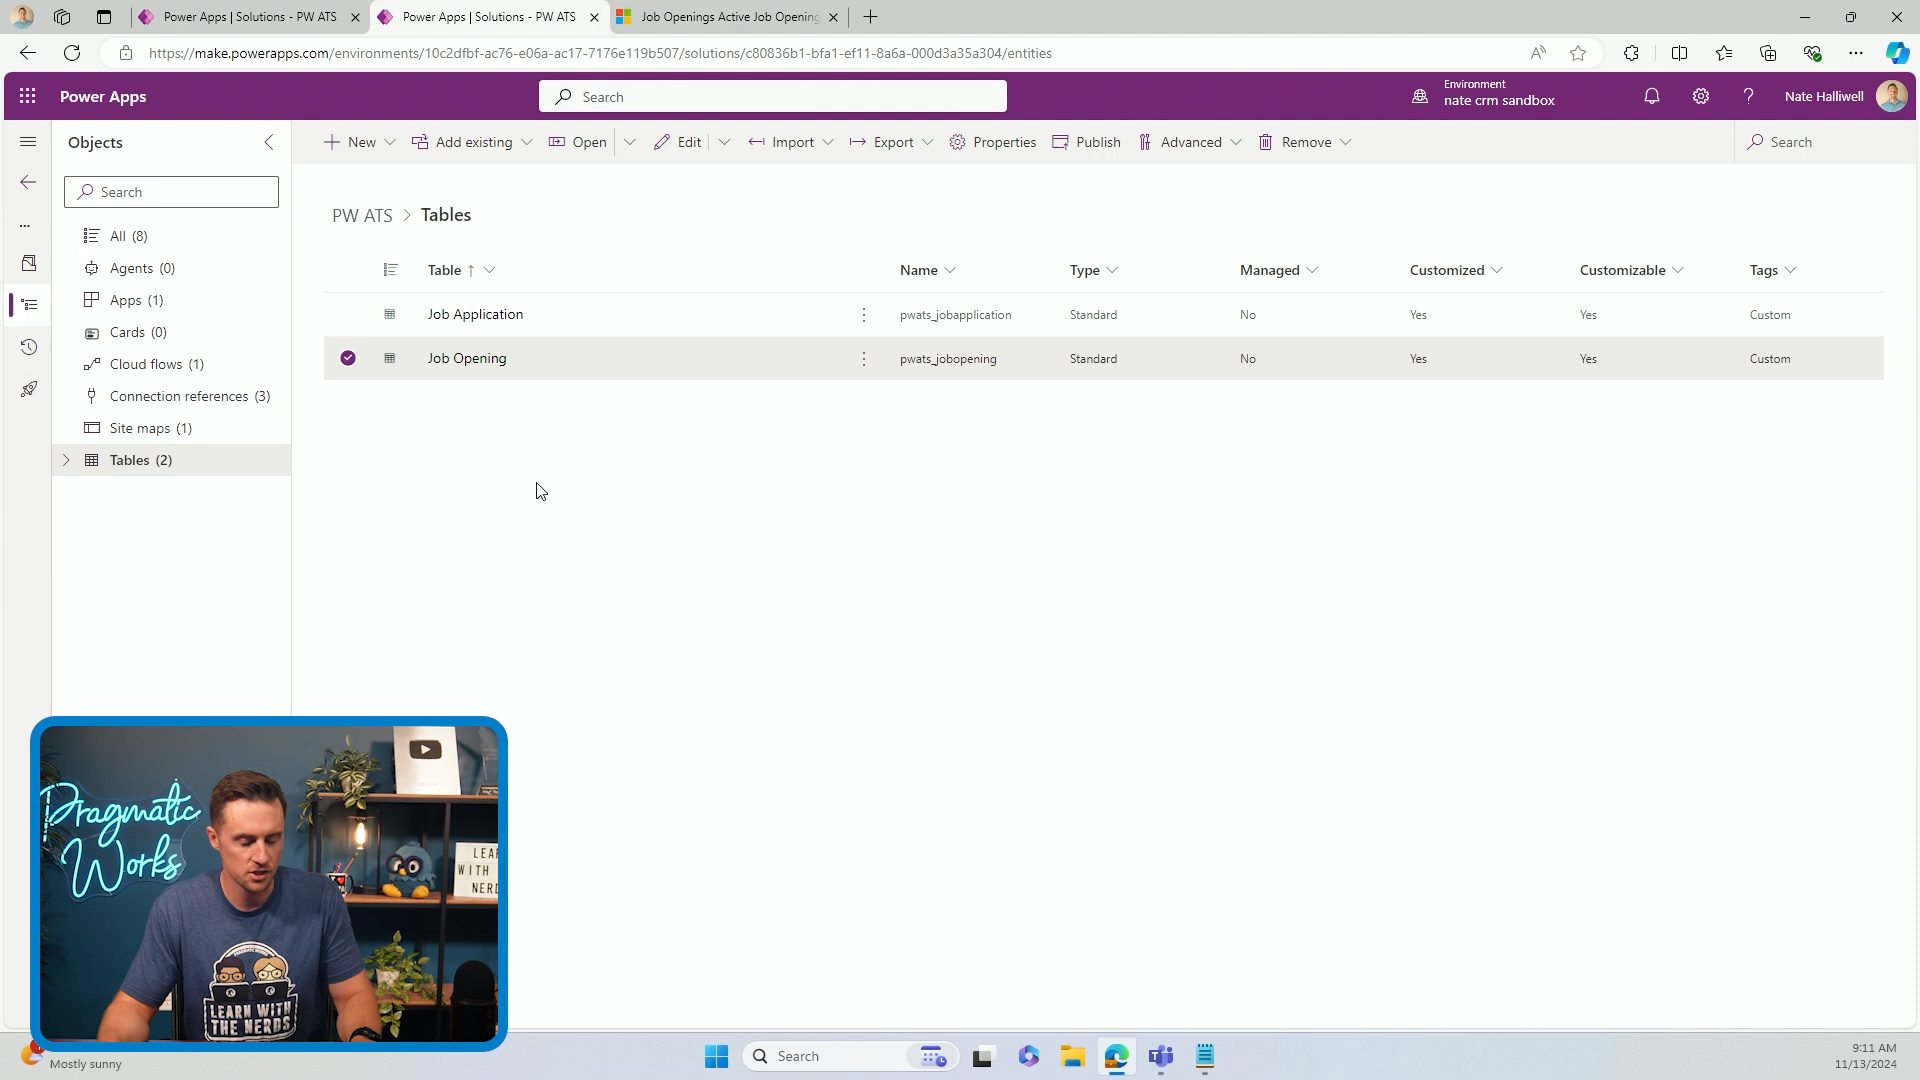 Power Apps | Solutions - PW ATS
Power Apps | Solutions - PW ATS
Job Openings Active Job Opening
https://make.powerapps.com/environments/10c2dfbf-ac76-e06a-ac17-7176e119b507/solutions/c80836b1-bfa1-ef11-8a6a-000d3a35a304/entities
Power Apps
Search
Environment
nate crm sandbox
Nate Halliwell
Objects
New
Add existing
Open
Edit
Import
Export
Properties
Publish
Advanced
Remove
Search
Search
All (8)
Agents (0)
Apps (1)
Cards (0)
Cloud flows (1)
Connection references (3)
Site maps (1)
Tables (2)
PW ATS > Tables
Table Name Type Managed Customized Customizable Tags
Job Application pwats_jobapplication Standard No Yes Yes Custom
Job Opening pwats_jobopening Standard No Yes Yes Custom
Pragmatic
Works
LEA
WITH
NER
LEARN WITH
THE NERDS
Mostly sunny
Search
9:11 AM
11/13/2024